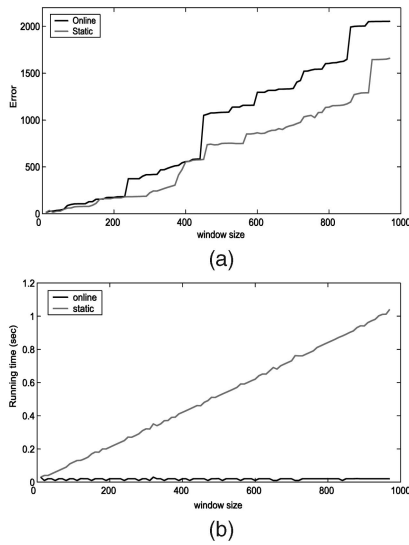 Online
Static
2000
1500
1000
500
0
Error
0 200 400 600 800 1000
window size
(a)
online
static
1.2
1
0.8
0.6
0.4
0.2
0
Running time (sec)
0 200 400 600 800 1000
window size
(b)